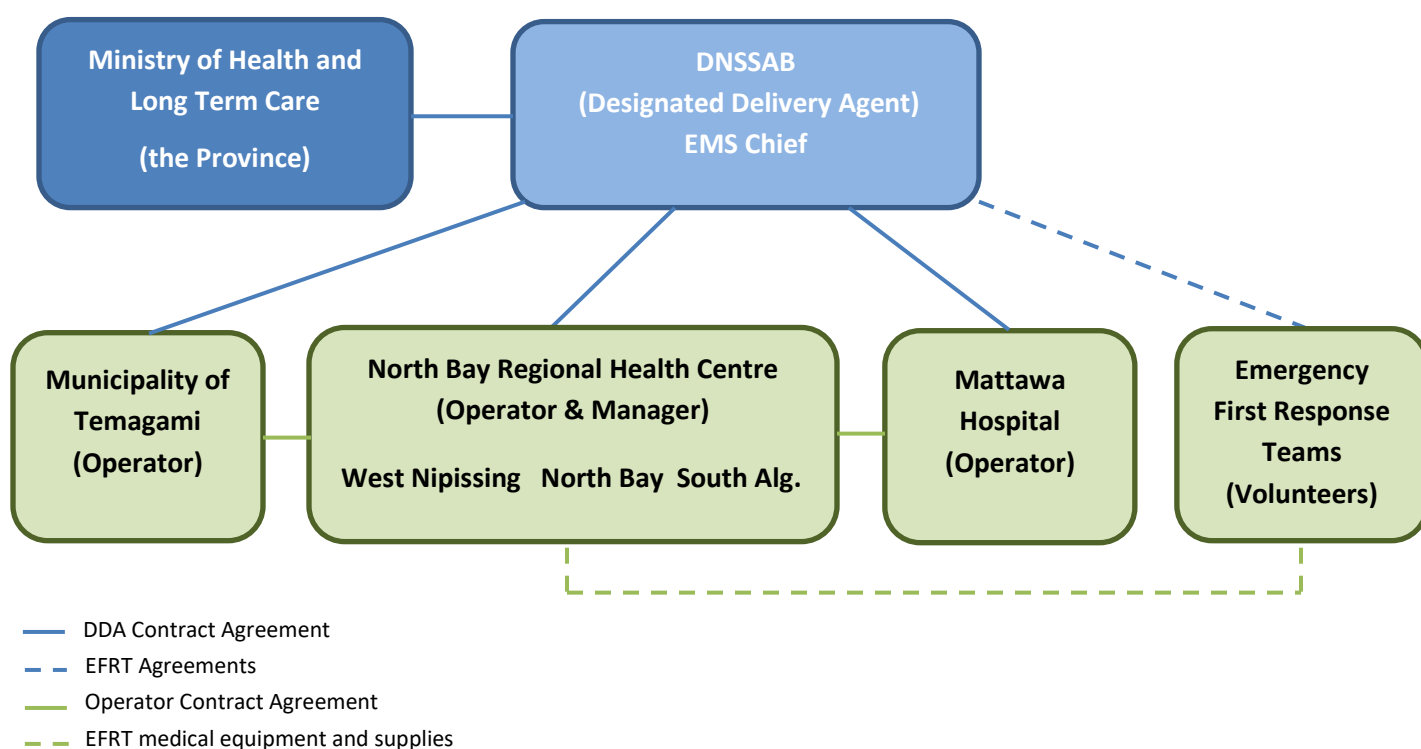 Ministry of Health and
Long Term Care
(the Province)
DNSSAB
(Designated Delivery Agent)
EMS Chief
Municipality of
Temagami
(Operator)
North Bay Regional Health Centre
(Operator & Manager)
West Nipissing North Bay South Alg.
Mattawa
Hospital
(Operator)
Emergency
First Response
Teams
(Volunteers)
DDA Contract Agreement
EFRT Agreements
Operator Contract Agreement
EFRT medical equipment and supplies